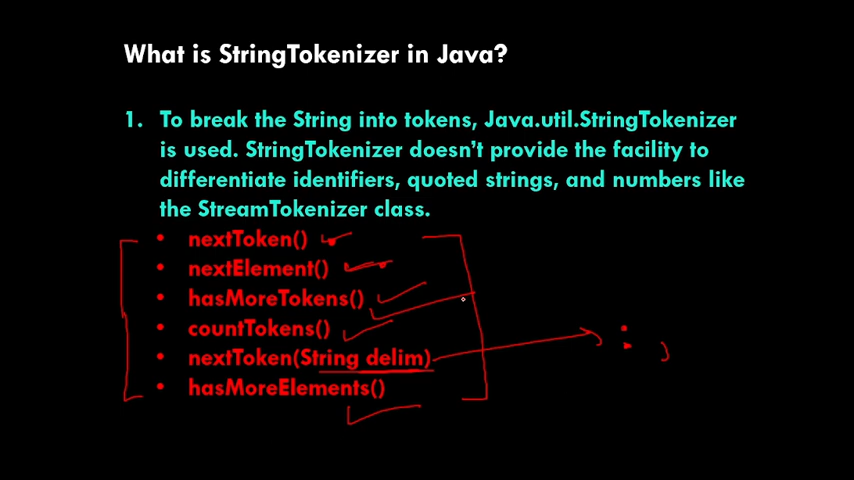 What is StringTokenizer in Java?
1. To break the String into tokens, Java.util.StringTokenizer
is used. StringTokenizer doesn't provide the facility to
differentiate identifiers, quoted strings, and numbers like
the StreamTokenizer class.
• nextToken()
• nextElement()
• hasMoreTokens()
• countTokens()
• nextToken(String delim)
: ,
• hasMoreElements()